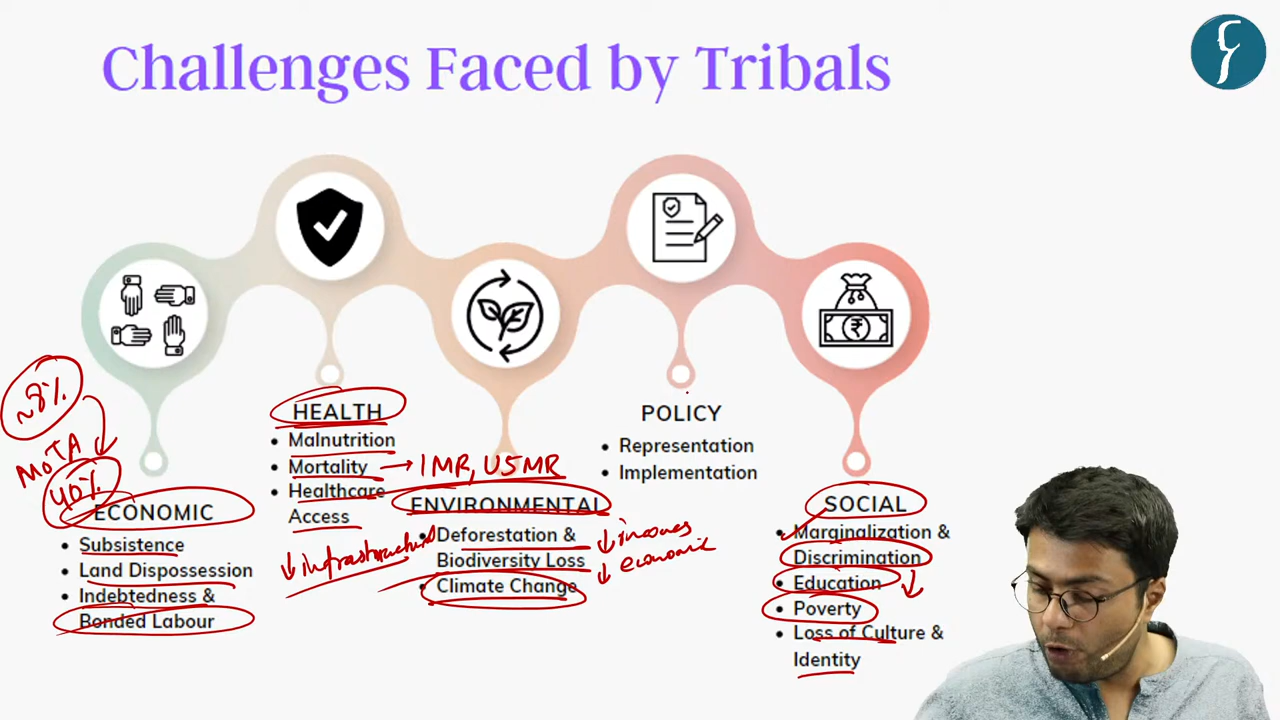 Challenges Faced by Tribals
~8%
MoTA
40%
ECONOMIC
• Subsistence
• Land Dispossession
• Indebtedness &
Bonded Labour
HEALTH
• Malnutrition
• Mortality → IMR, U5MR
• Healthcare
Access
↓ infrastructure
ENVIRONMENTAL
• Deforestation &
Biodiversity Loss
• Climate Change
↓ incomes
↓ economic
POLICY
• Representation
• Implementation
SOCIAL
• Marginalization &
Discrimination
• Education ↓
• Poverty
• Loss of Culture &
Identity